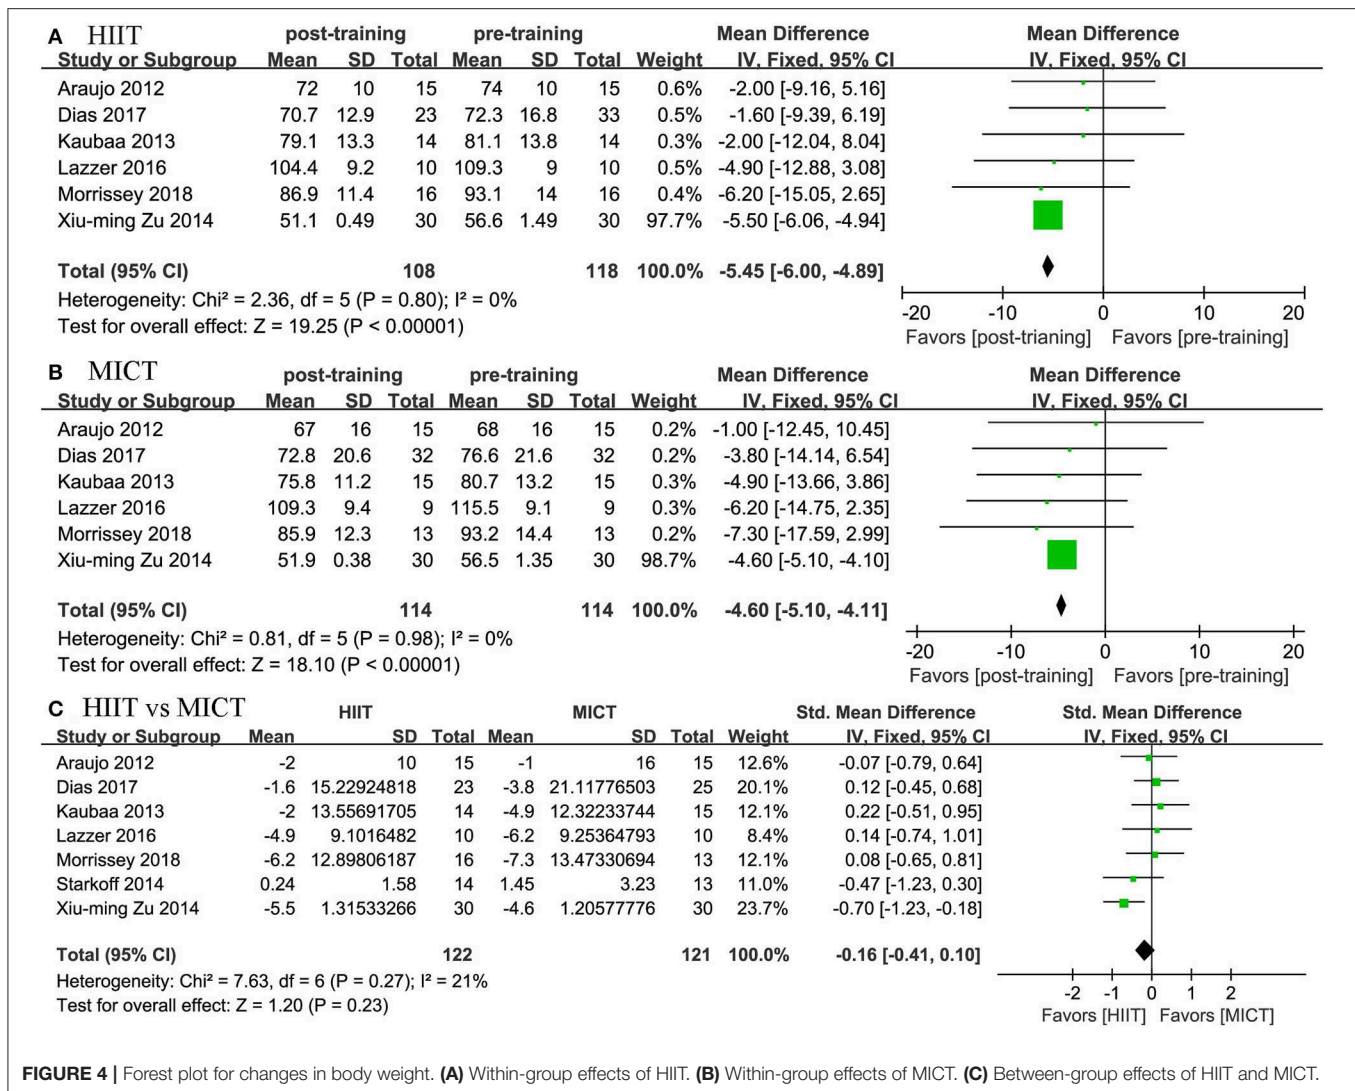 A HIIT post-training pre-training Mean Difference Mean Difference
Study or Subgroup Mean SD Total Mean SD Total Weight IV, Fixed, 95% CI IV, Fixed, 95% CI
Araujo 2012 72 10 15 74 10 15 0.6% -2.00 [-9.16, 5.16]
Dias 2017 70.7 12.9 23 72.3 16.8 33 0.5% -1.60 [-9.39, 6.19]
Kaubaa 2013 79.1 13.3 14 81.1 13.8 14 0.3% -2.00 [-12.04, 8.04]
Lazzer 2016 104.4 9.2 10 109.3 9 10 0.5% -4.90 [-12.88, 3.08]
Morrissey 2018 86.9 11.4 16 93.1 14 16 0.4% -6.20 [-15.05, 2.65]
Xiu-ming Zu 2014 51.1 0.49 30 56.6 1.49 30 97.7% -5.50 [-6.06, -4.94]
Total (95% CI) 108 118 100.0% -5.45 [-6.00, -4.89]
Heterogeneity: Chi² = 2.36, df = 5 (P = 0.80); I² = 0%
Test for overall effect: Z = 19.25 (P < 0.00001)
-20 -10 0 10 20
Favors [post-trianing] Favors [pre-training]
B MICT post-training pre-training Mean Difference Mean Difference
Study or Subgroup Mean SD Total Mean SD Total Weight IV, Fixed, 95% CI IV, Fixed, 95% CI
Araujo 2012 67 16 15 68 16 15 0.2% -1.00 [-12.45, 10.45]
Dias 2017 72.8 20.6 32 76.6 21.6 32 0.2% -3.80 [-14.14, 6.54]
Kaubaa 2013 75.8 11.2 15 80.7 13.2 15 0.3% -4.90 [-13.66, 3.86]
Lazzer 2016 109.3 9.4 9 115.5 9.1 9 0.3% -6.20 [-14.75, 2.35]
Morrissey 2018 85.9 12.3 13 93.2 14.4 13 0.2% -7.30 [-17.59, 2.99]
Xiu-ming Zu 2014 51.9 0.38 30 56.5 1.35 30 98.7% -4.60 [-5.10, -4.10]
Total (95% CI) 114 114 100.0% -4.60 [-5.10, -4.11]
Heterogeneity: Chi² = 0.81, df = 5 (P = 0.98); I² = 0%
Test for overall effect: Z = 18.10 (P < 0.00001)
-20 -10 0 10 20
Favors [post-training] Favors [pre-training]
C HIIT vs MICT HIIT MICT Std. Mean Difference Std. Mean Difference
Study or Subgroup Mean SD Total Mean SD Total Weight IV, Fixed, 95% CI IV, Fixed, 95% CI
Araujo 2012 -2 10 15 -1 16 15 12.6% -0.07 [-0.79, 0.64]
Dias 2017 -1.6 15.22924818 23 -3.8 21.11776503 25 20.1% 0.12 [-0.45, 0.68]
Kaubaa 2013 -2 13.55691705 14 -4.9 12.32233744 15 12.1% 0.22 [-0.51, 0.95]
Lazzer 2016 -4.9 9.1016482 10 -6.2 9.25364793 10 8.4% 0.14 [-0.74, 1.01]
Morrissey 2018 -6.2 12.89806187 16 -7.3 13.47330694 13 12.1% 0.08 [-0.65, 0.81]
Starkoff 2014 0.24 1.58 14 1.45 3.23 13 11.0% -0.47 [-1.23, 0.30]
Xiu-ming Zu 2014 -5.5 1.31533266 30 -4.6 1.20577776 30 23.7% -0.70 [-1.23, -0.18]
Total (95% CI) 122 121 100.0% -0.16 [-0.41, 0.10]
Heterogeneity: Chi² = 7.63, df = 6 (P = 0.27); I² = 21%
Test for overall effect: Z = 1.20 (P = 0.23)
-2 -1 0 1 2
Favors [HIIT] Favors [MICT]
FIGURE 4 | Forest plot for changes in body weight. (A) Within-group effects of HIIT. (B) Within-group effects of MICT. (C) Between-group effects of HIIT and MICT.